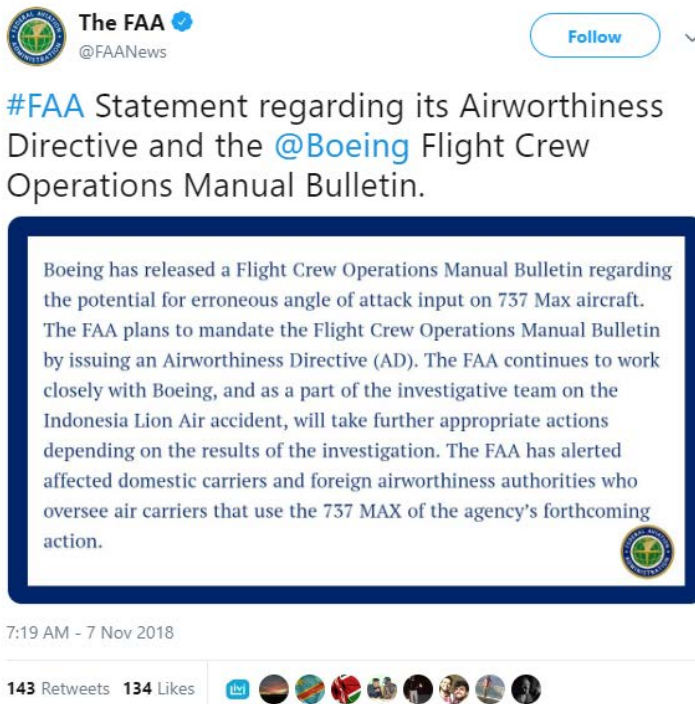 The FAA
@FAANews
Follow
#FAA Statement regarding its Airworthiness
Directive and the @Boeing Flight Crew
Operations Manual Bulletin.
Boeing has released a Flight Crew Operations Manual Bulletin regarding
the potential for erroneous angle of attack input on 737 Max aircraft.
The FAA plans to mandate the Flight Crew Operations Manual Bulletin
by issuing an Airworthiness Directive (AD). The FAA continues to work
closely with Boeing, and as a part of the investigative team on the
Indonesia Lion Air accident, will take further appropriate actions
depending on the results of the investigation. The FAA has alerted
affected domestic carriers and foreign airworthiness authorities who
oversee air carriers that use the 737 MAX of the agency's forthcoming
action.
7:19 AM - 7 Nov 2018
143 Retweets 134 Likes